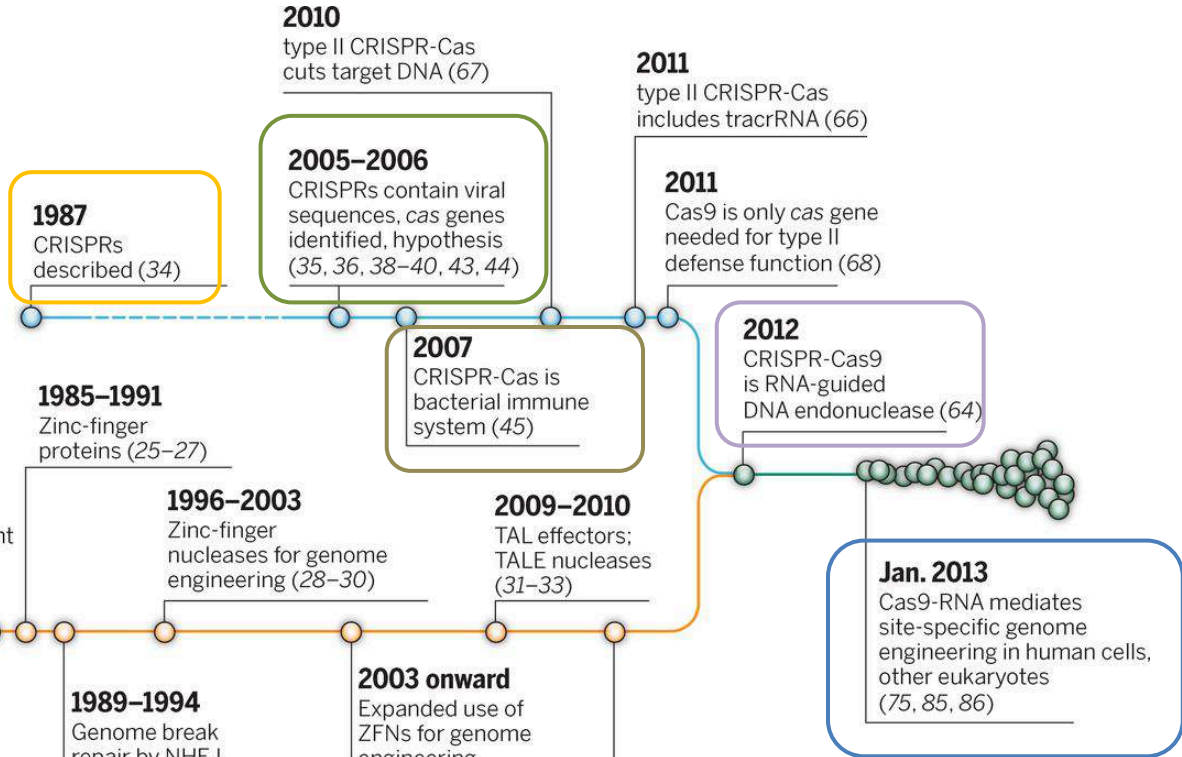 2010
type II CRISPR-Cas
cuts target DNA (67)
2011
type II CRISPR-Cas
includes tracrRNA (66)
2005–2006
CRISPRs contain viral
sequences, cas genes
identified, hypothesis
(35, 36, 38–40, 43, 44)
1987
CRISPRs
described (34)
2011
Cas9 is only cas gene
needed for type II
defense function (68)
2007
CRISPR-Cas is
bacterial immune
system (45)
2012
CRISPR-Cas9
is RNA-guided
DNA endonuclease (64)
1985–1991
Zinc-finger
proteins (25–27)
nt
1996–2003
Zinc-finger
nucleases for genome
engineering (28–30)
2009–2010
TAL effectors;
TALE nucleases
(31–33)
Jan. 2013
Cas9-RNA mediates
site-specific genome
engineering in human cells,
other eukaryotes
(75, 85, 86)
1989–1994
Genome break
repair by NHEJ
2003 onward
Expanded use of
ZFNs for genome
engineering